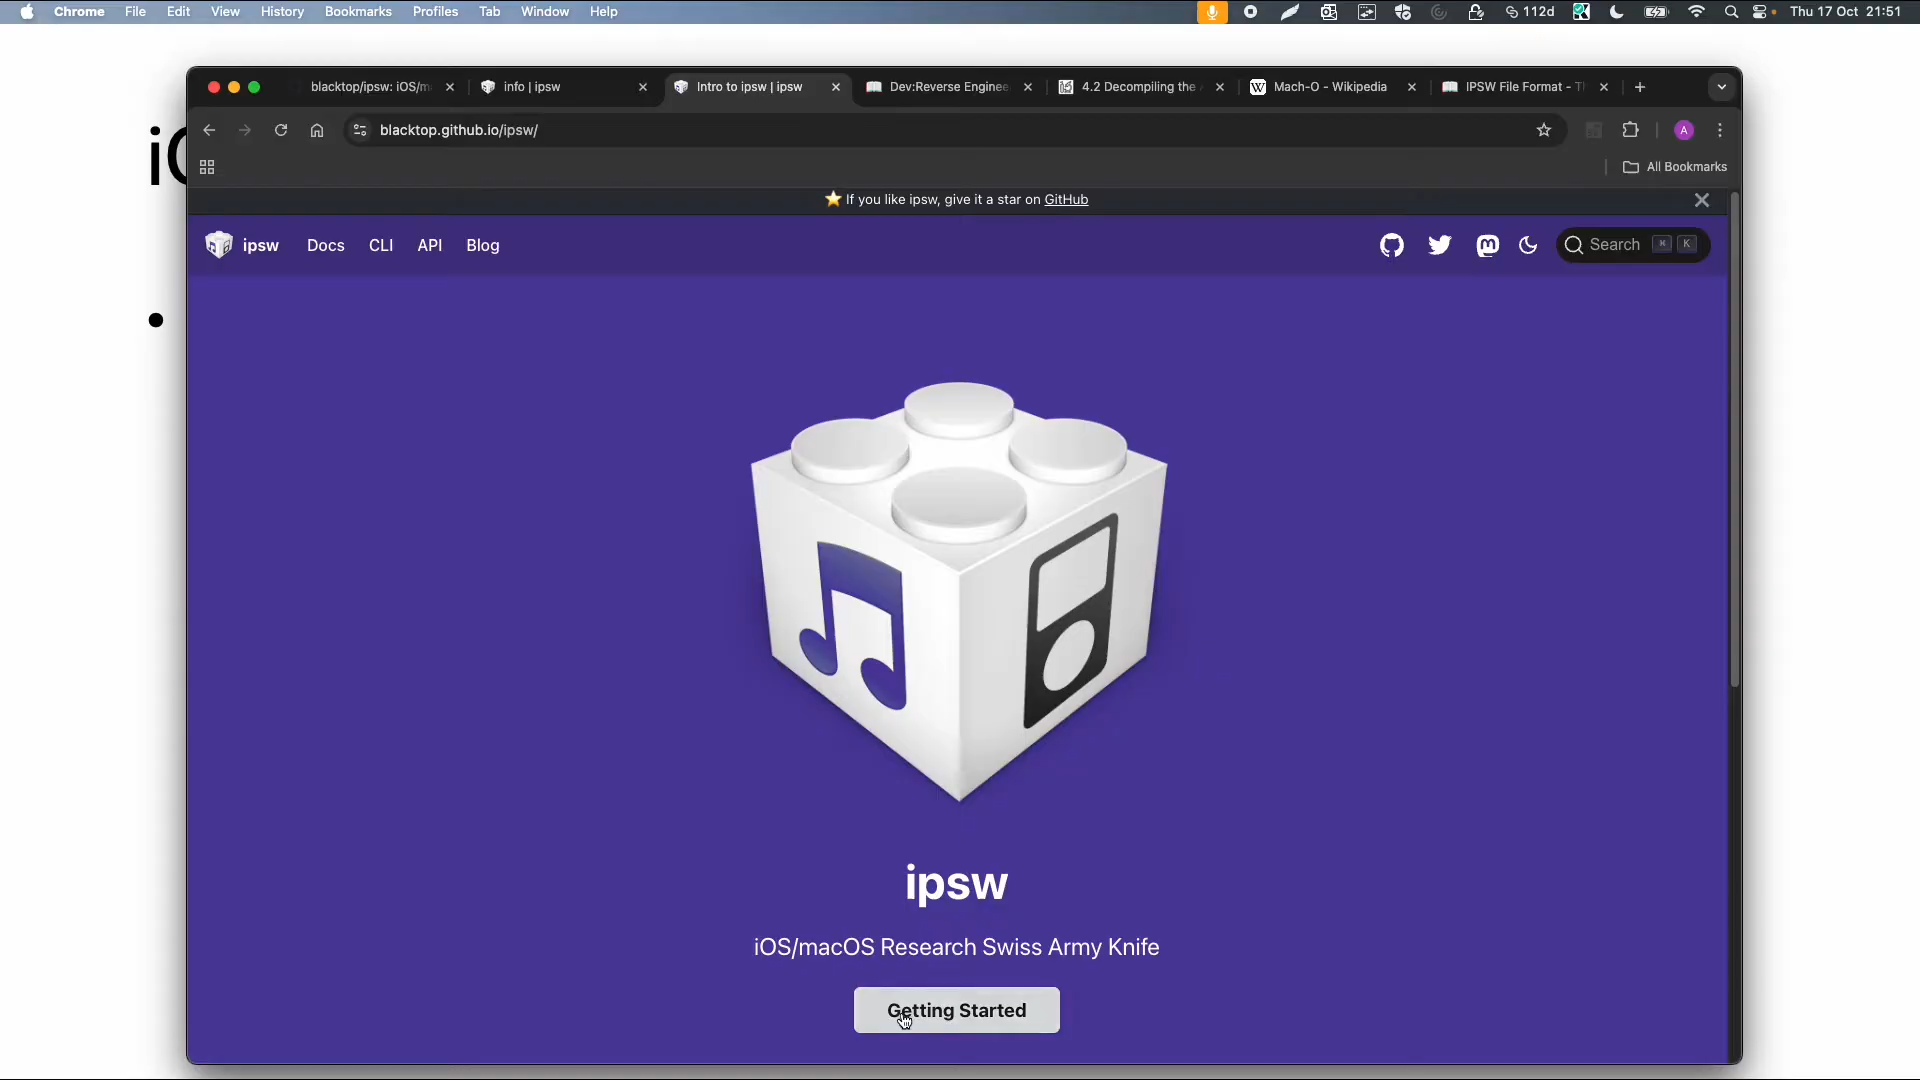 Chrome File Edit View History Bookmarks Profiles Tab Window Help 112d Thu 17 Oct 21:51
blacktop/ipsw: iOS/m info | ipsw Intro to ipsw | ipsw Dev:Reverse Enginee 4.2 Decompiling the Mach-O - Wikipedia IPSW File Format - T
blacktop.github.io/ipsw/ A
All Bookmarks
⭐ If you like ipsw, give it a star on GitHub
ipsw Docs CLI API Blog Search ⌘ K
iO
•
ipsw
iOS/macOS Research Swiss Army Knife
Getting Started